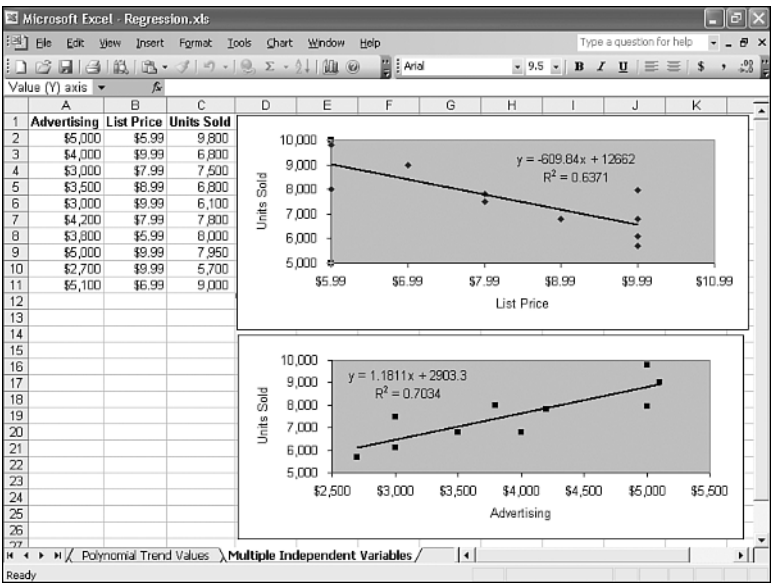 Microsoft Excel - Regression.xls
File Edit View Insert Format Tools Chart Window Help Type a question for help
Arial 9.5 B I U $ ,
Value (Y) axis fx
A B C D E F G H I J K
1 Advertising List Price Units Sold
2 $5,000 $5.99 9,800
3 $4,000 $9.99 6,800
4 $3,000 $7.99 7,500
5 $3,500 $8.99 6,800
6 $3,000 $9.99 6,100
7 $4,200 $7.99 7,800
8 $3,800 $5.99 8,000
9 $5,000 $9.99 7,950
10 $2,700 $9.99 5,700
11 $5,100 $6.99 9,000
12
13
14
15
16
17
18
19
20
21
22
23
24
25
26
27
10,000
9,000
8,000
7,000
6,000
5,000
Units Sold
y = -609.84x + 12662
R² = 0.6371
$5.99 $6.99 $7.99 $8.99 $9.99 $10.99
List Price
10,000
9,000
8,000
7,000
6,000
5,000
Units Sold
y = 1.1811x + 2903.3
R² = 0.7034
$2,500 $3,000 $3,500 $4,000 $4,500 $5,000 $5,500
Advertising
Polynomial Trend Values Multiple Independent Variables
Ready